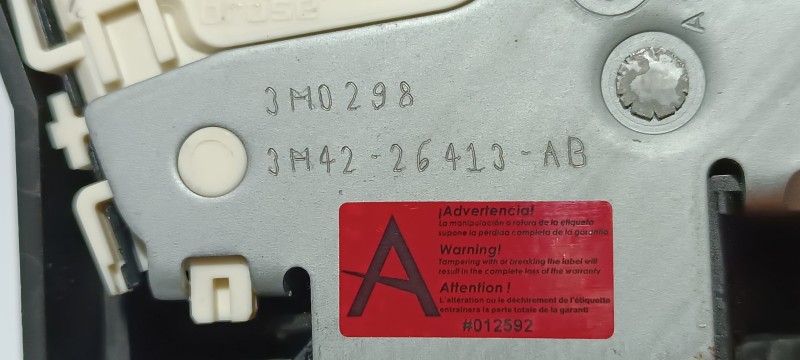 3M0298
3M42-26413-AB
A
A
¡Advertencia!
La manipulación o rotura de la etiqueta
supone la pérdida completa de la garantía
Warning!
Tampering with or breaking the label will
result in the complete loss of the warranty
Attention !
L'altération ou le déchirement de l'étiquette
entraînera la perte totale de la garanti
#012592